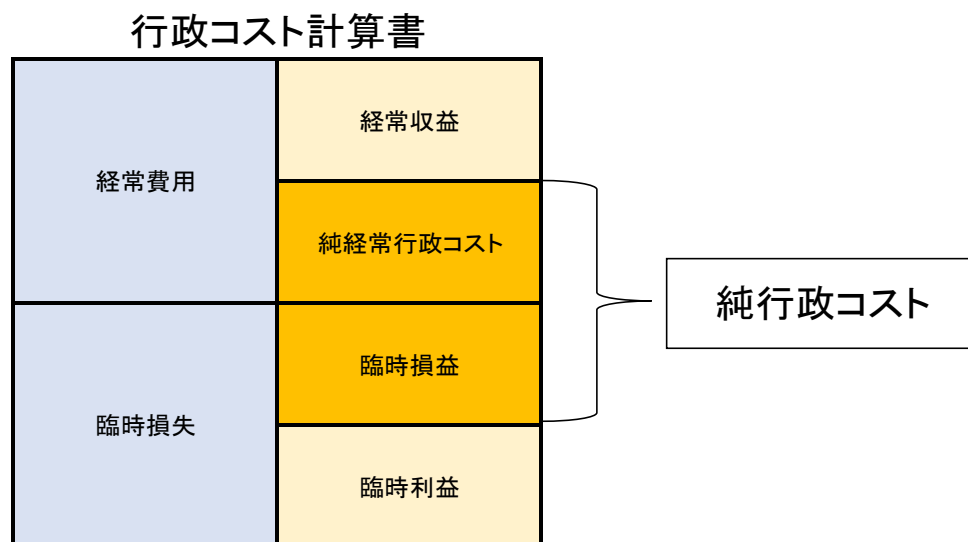 行政コスト計算書
経常費用
経常収益
純経常行政コスト
臨時損失
臨時損益
臨時利益
純行政コスト